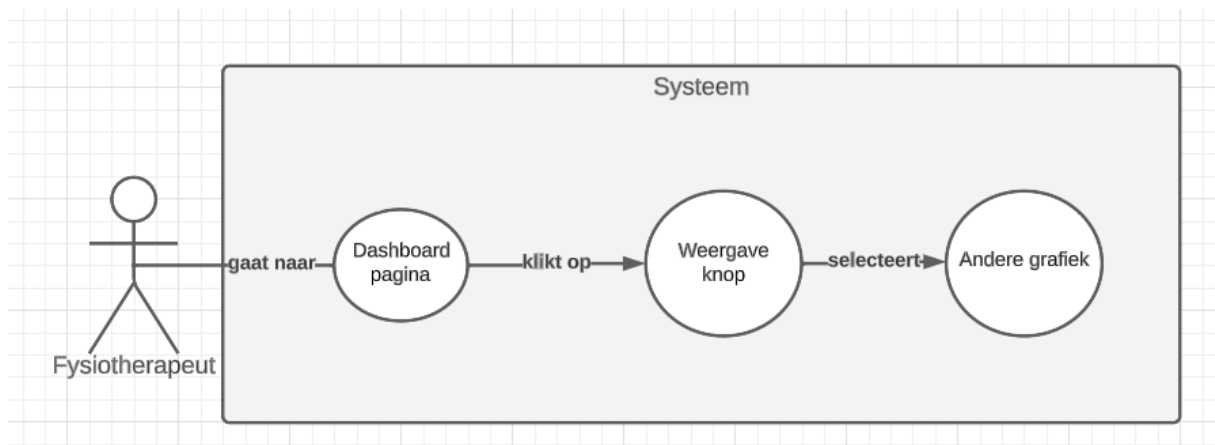 Systeem
Fysiotherapeut
gaat naar
Dashboard
pagina
klikt op
Weergave
knop
selecteert
Andere grafiek